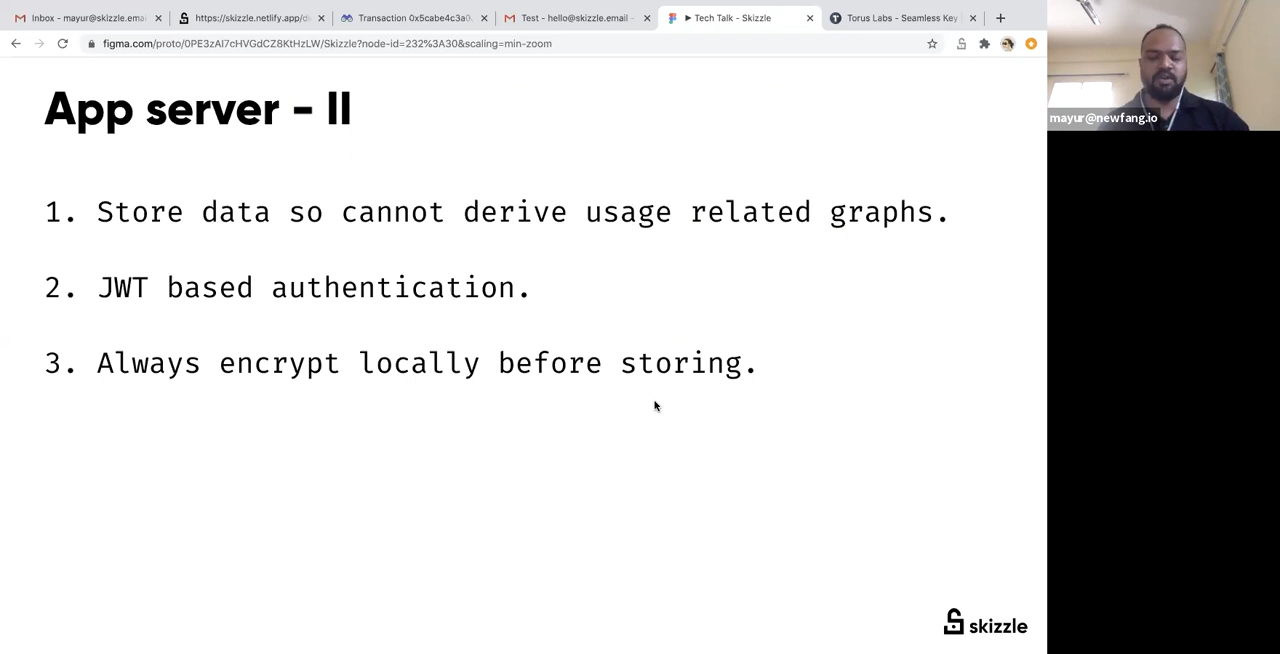 Inbox - mayur@skizzle.emai
https://skizzle.netlify.app/d
Transaction 0x5cabe4c3a0
Test - hello@skizzle.email -
Tech Talk - Skizzle
Torus Labs - Seamless Key
figma.com/proto/0PE3zAI7cHVGdCZ8KtHzLW/Skizzle?node-id=232%3A30&scaling=min-zoom
mayur@newfang.io
App server - II
1. Store data so cannot derive usage related graphs.
2. JWT based authentication.
3. Always encrypt locally before storing.
skizzle